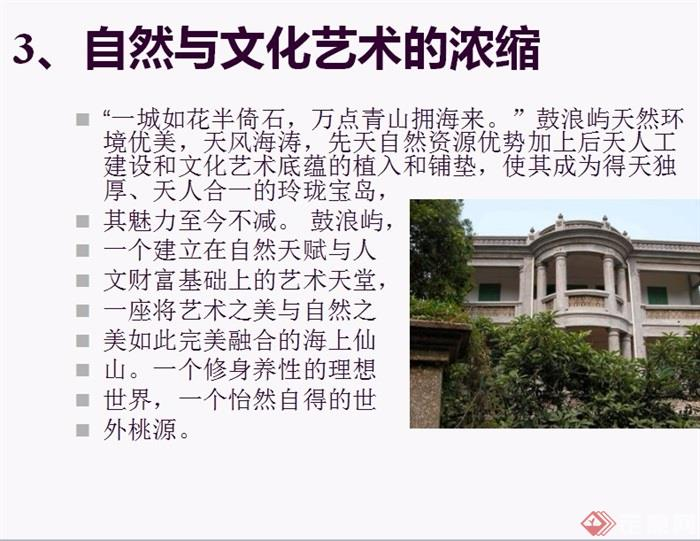 3、自然与文化艺术的浓缩
“一城如花半倚石，万点青山拥海来。”鼓浪屿天然环
境优美，天风海涛，先天自然资源优势加上后天人工
建设和文化艺术底蕴的植入和铺垫，使其成为得天独
厚、天人合一的玲珑宝岛，
其魅力至今不减。 鼓浪屿，
一个建立在自然天赋与人
文财富基础上的艺术天堂，
一座将艺术之美与自然之
美如此完美融合的海上仙
山。一个修身养性的理想
世界，一个怡然自得的世
外桃源。